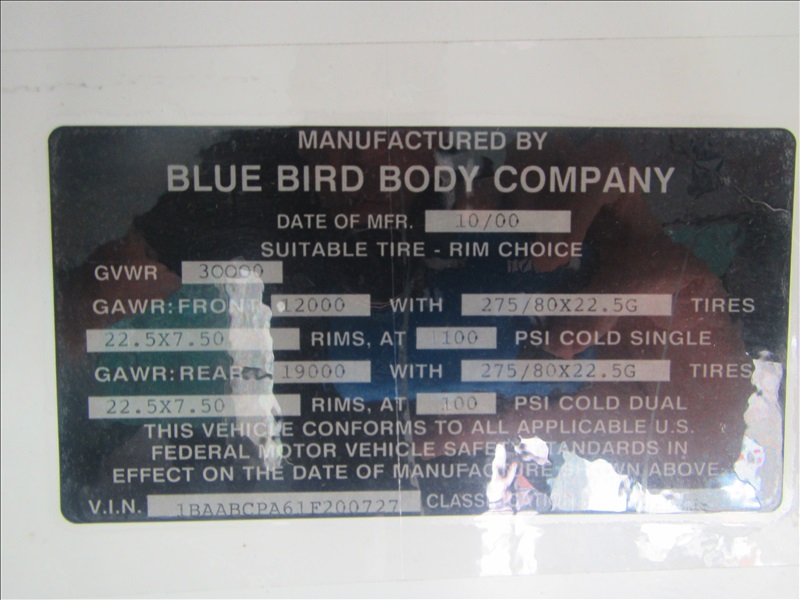 MANUFACTURED BY
BLUE BIRD BODY COMPANY
DATE OF MFR. 10/00
SUITABLE TIRE - RIM CHOICE
GVWR 30000
GAWR: FRONT 12000 WITH 275/80X22.5G TIRES
22.5X7.50 RIMS, AT 100 PSI COLD SINGLE
GAWR: REAR 19000 WITH 275/80X22.5G TIRES
22.5X7.50 RIMS, AT 100 PSI COLD DUAL
THIS VEHICLE CONFORMS TO ALL APPLICABLE U.S.
FEDERAL MOTOR VEHICLE SAFETY STANDARDS IN
EFFECT ON THE DATE OF MANUFACTURE SHOWN ABOVE
V.I.N. 1BAABCPA61F200727 CLASSIFICATION